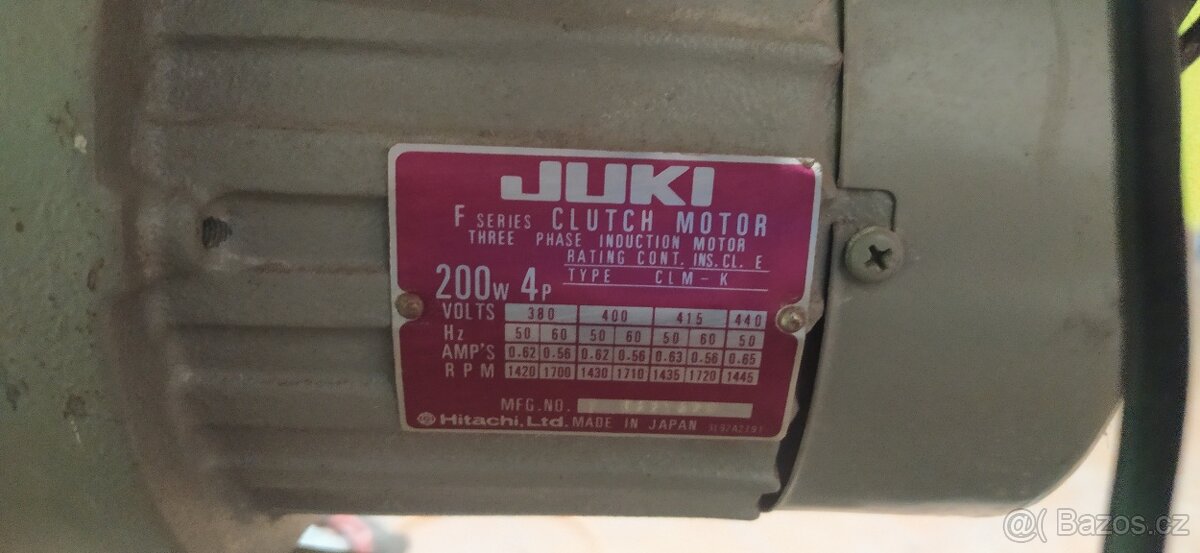 JUKI
F SERIES CLUTCH MOTOR
THREE PHASE INDUCTION MOTOR
RATING CONT. INS. CL. E
200W 4P TYPE CLM-K
VOLTS 380 400 415 440
Hz 50 60 50 60 50 60 50
AMP'S 0.62 0.56 0.62 0.56 0.63 0.56 0.65
RPM 1420 1700 1430 1710 1435 1720 1445
MFG.NO.
Hitachi, Ltd. MADE IN JAPAN
@( Bazos.cz